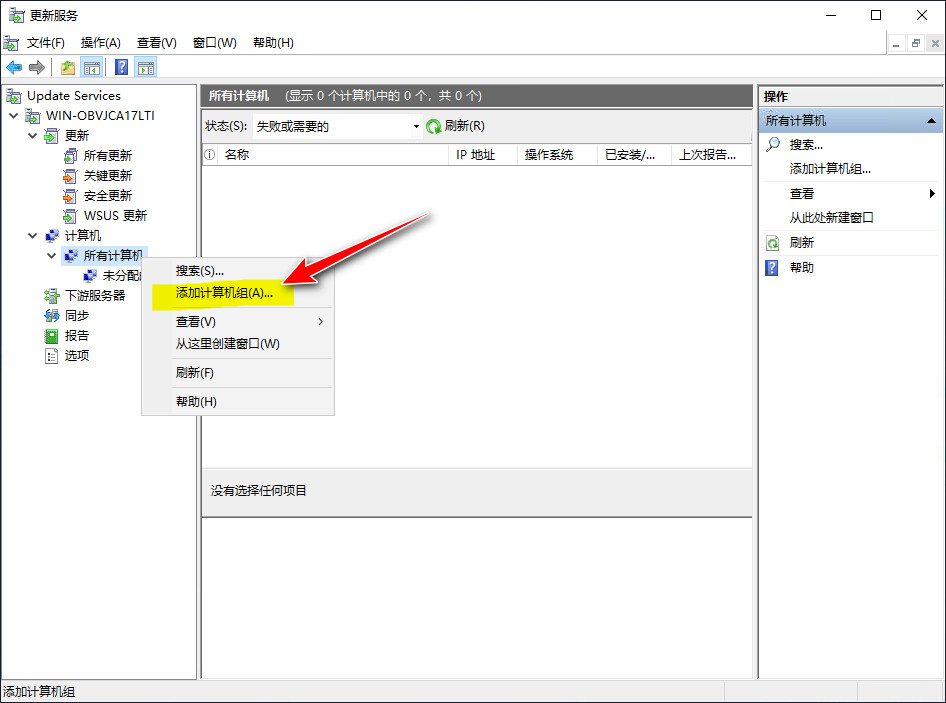 更新服务
文件(F) 操作(A) 查看(V) 窗口(W) 帮助(H)
Update Services
WIN-OBVJCA17LTI
更新
所有更新
关键更新
安全更新
WSUS 更新
计算机
所有计算机
未分配
下游服务器
同步
报告
选项
搜索(S)...
添加计算机组(A)...
查看(V)
从这里创建窗口(W)
刷新(F)
帮助(H)
所有计算机 (显示 0 个计算机中的 0 个，共 0 个)
状态(S): 失败或需要的 刷新(R)
名称 IP 地址 操作系统 已安装/... 上次报告...
没有选择任何项目
操作
所有计算机
搜索...
添加计算机组...
查看
从此处新建窗口
刷新
帮助
添加计算机组